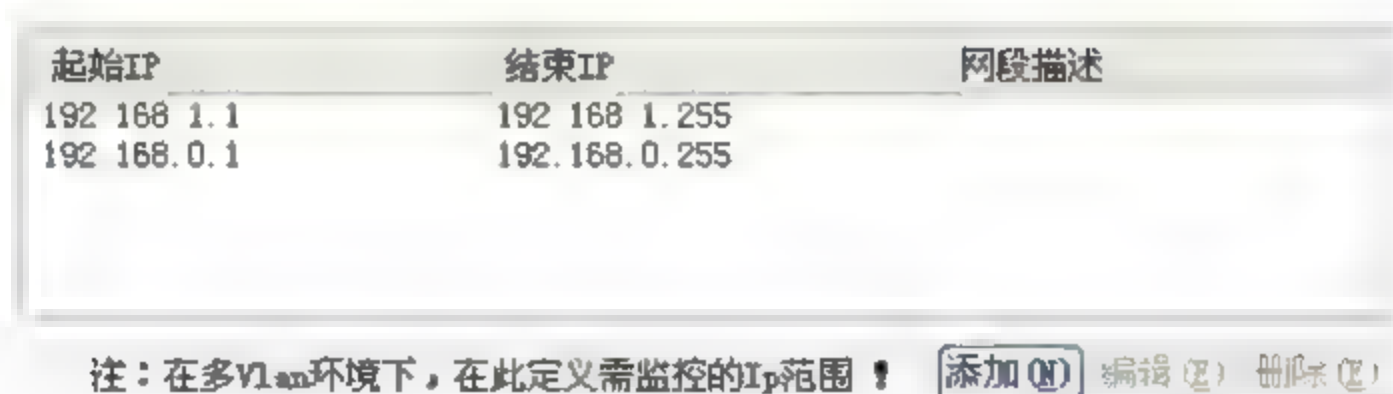 起始IP 结束IP 网段描述
192 168 1.1 192 168 1.255
192 168.0.1 192.168.0.255
注：在多Vlan环境下，在此定义需监控的Ip范围！ 添加(N) 编辑(E) 删除(E)